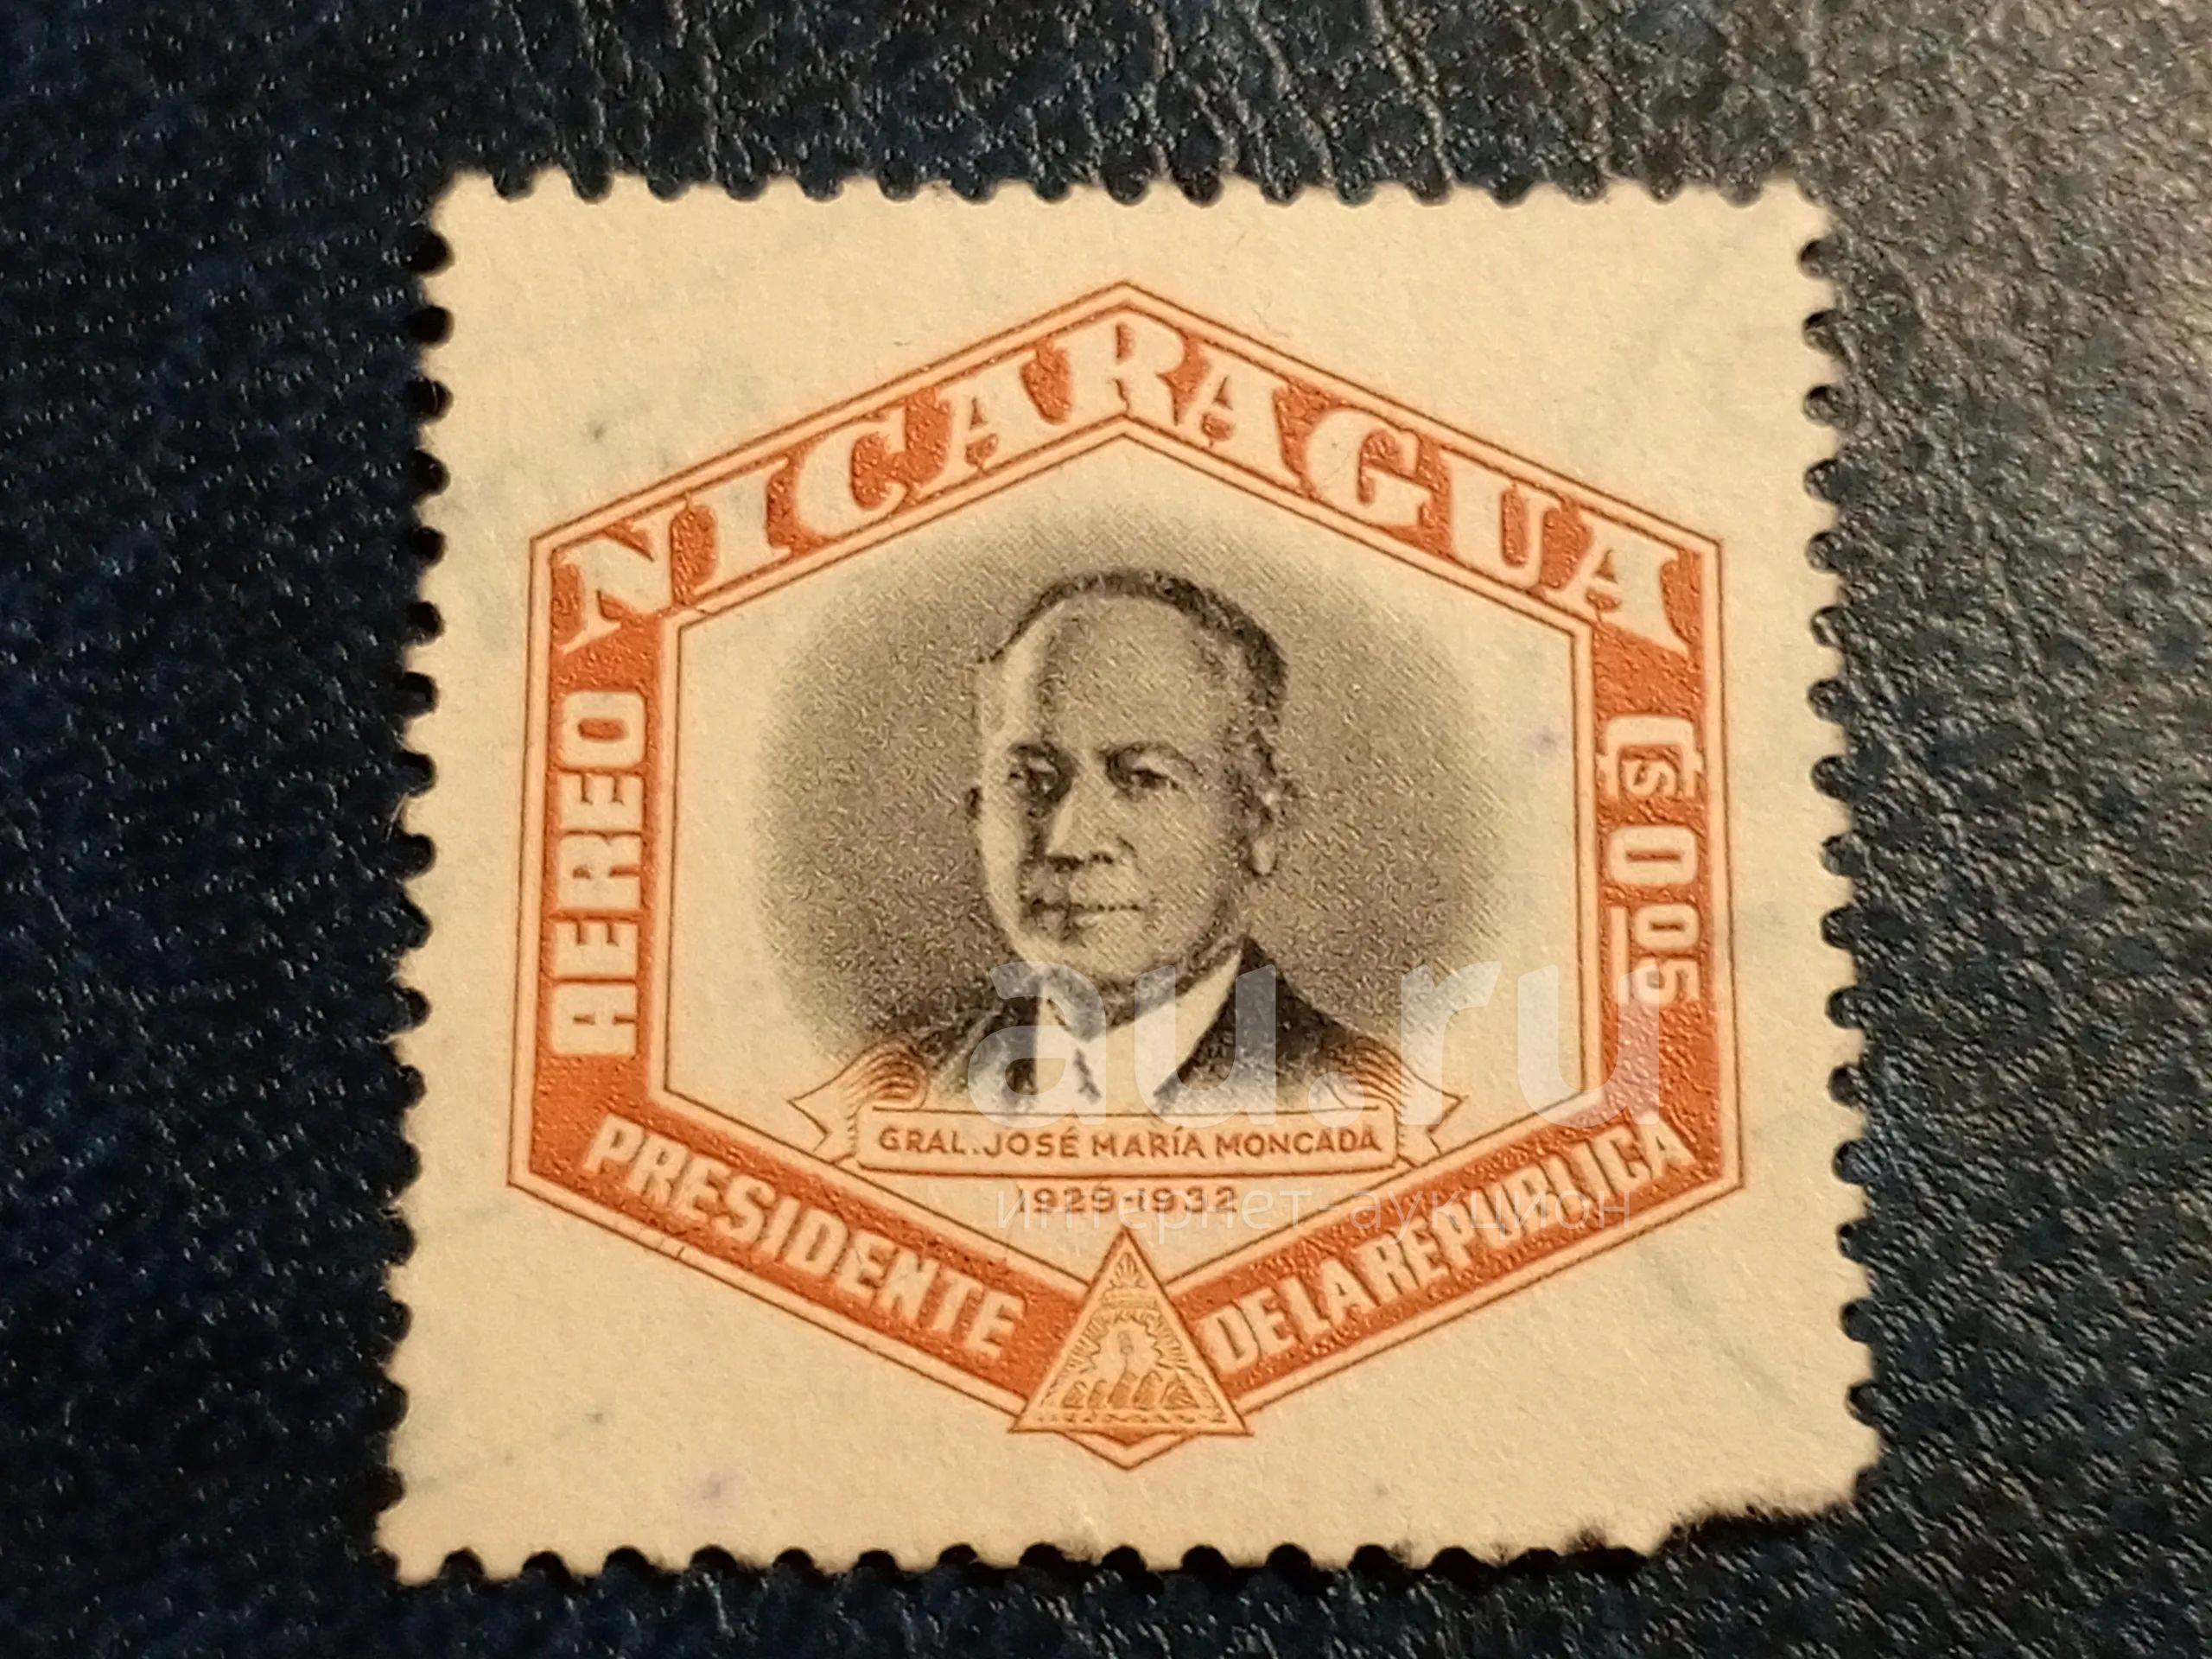 NICARAGUA
AEREO
₡$ 0.05
GRAL. JOSÉ MARÍA MONCADA
1929-1932
PRESIDENTE
DE LA REPUBLICA
au.ru
интернет-аукцион